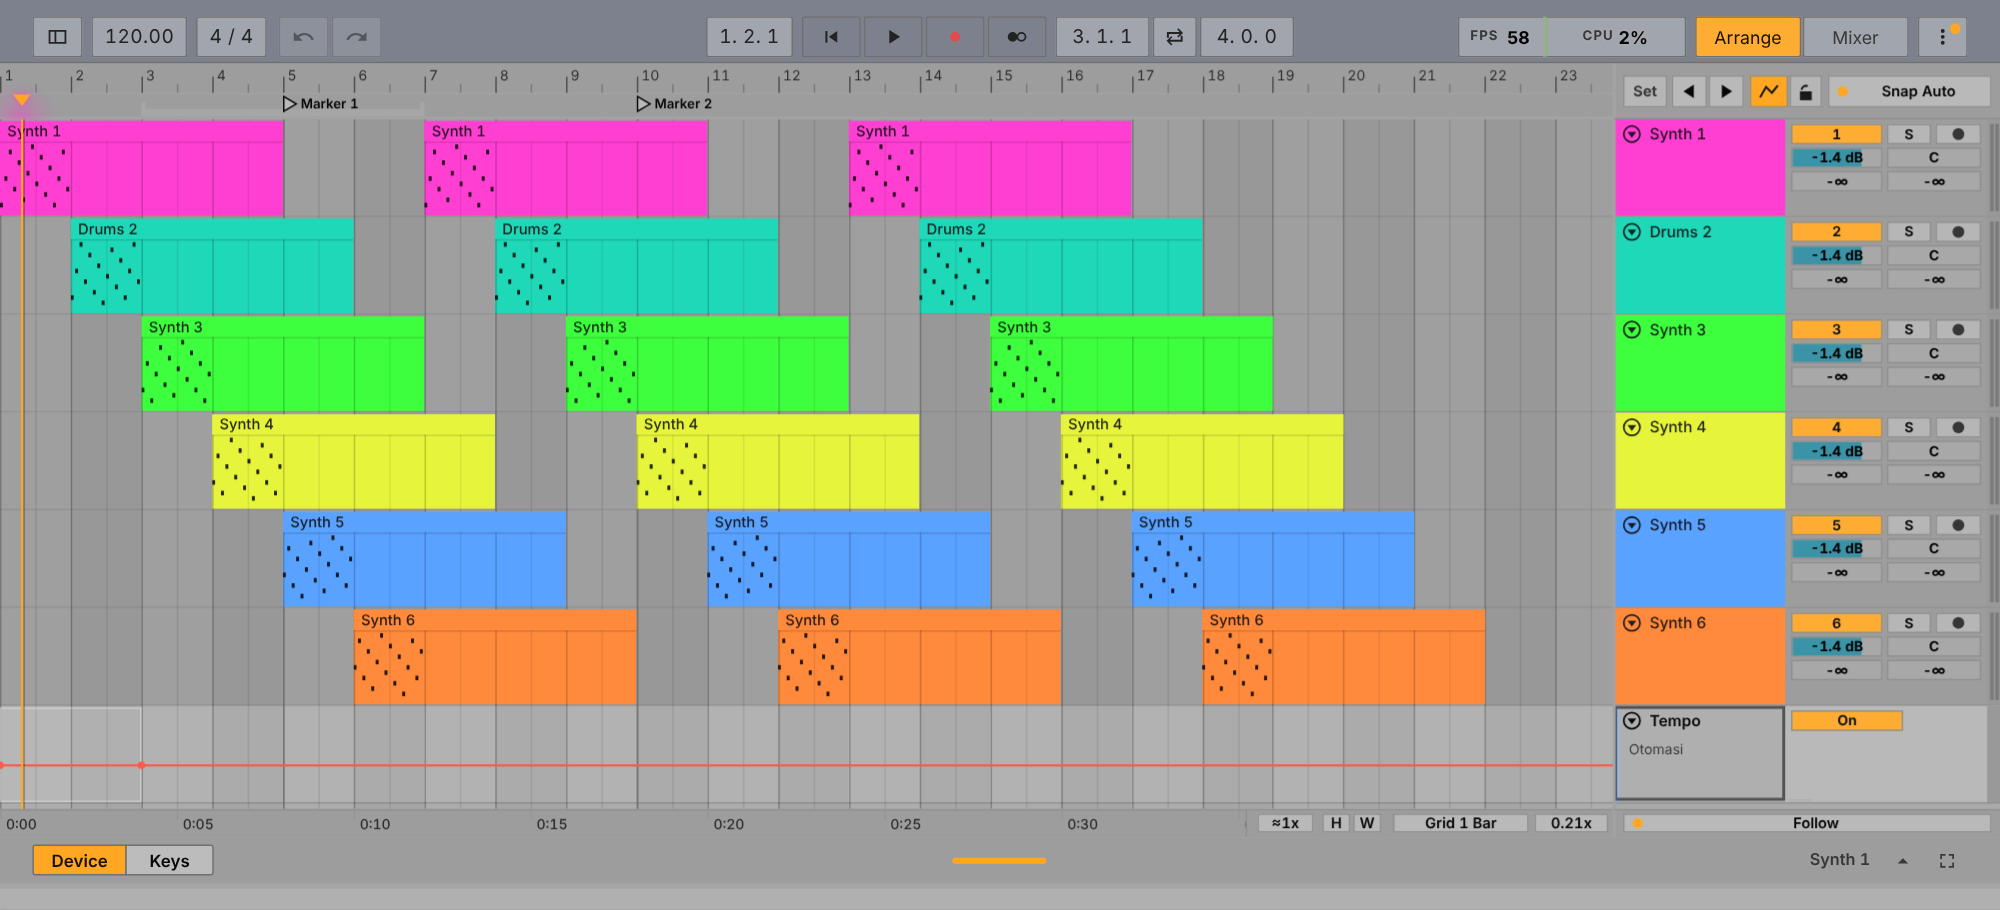 120.00 4 / 4 1. 2. 1 3. 1. 1 4. 0. 0 FPS 58 CPU 2% Arrange Mixer
1 2 3 4 5 6 7 8 9 10 11 12 13 14 15 16 17 18 19 20 21 22 23
Set Snap Auto
Marker 1 Marker 2
Synth 1 Synth 1 Synth 1 Synth 1 1 S
-1.4 dB C
-∞ -∞
Drums 2 Drums 2 Drums 2 Drums 2 2 S
-1.4 dB C
-∞ -∞
Synth 3 Synth 3 Synth 3 Synth 3 3 S
-1.4 dB C
-∞ -∞
Synth 4 Synth 4 Synth 4 Synth 4 4 S
-1.4 dB C
-∞ -∞
Synth 5 Synth 5 Synth 5 Synth 5 5 S
-1.4 dB C
-∞ -∞
Synth 6 Synth 6 Synth 6 Synth 6 6 S
-1.4 dB C
-∞ -∞
Tempo On
Otomasi
0:00 0:05 0:10 0:15 0:20 0:25 0:30 ≈1x H W Grid 1 Bar 0.21x Follow
Device Keys Synth 1